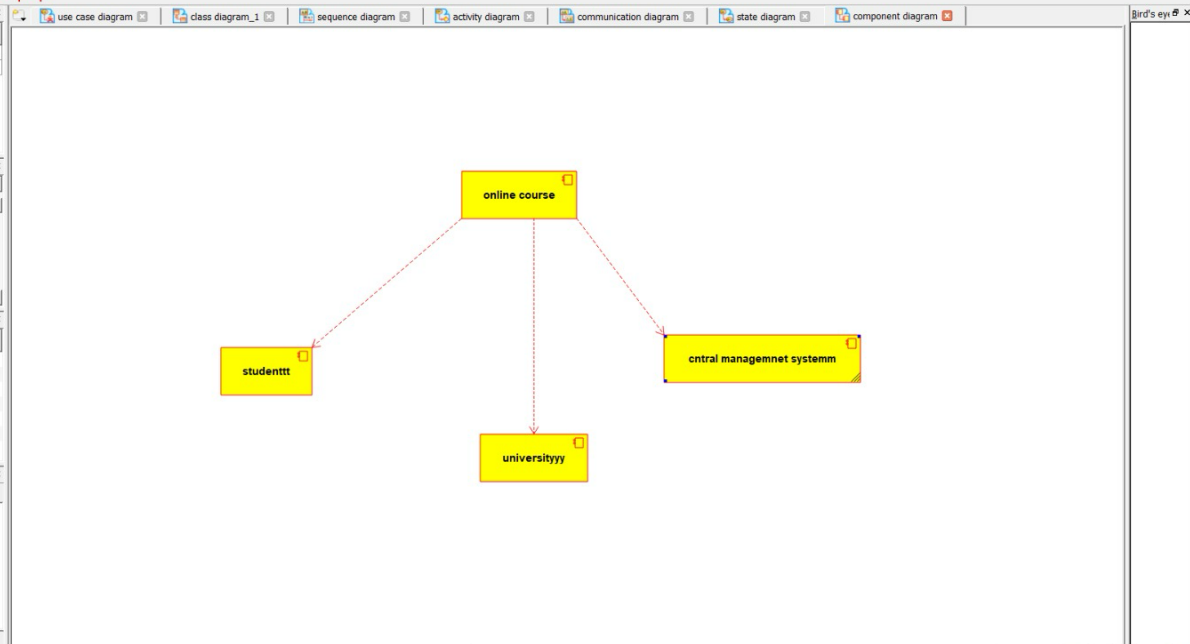 use case diagram
class diagram_1
sequence diagram
activity diagram
communication diagram
state diagram
component diagram
Bird's eye
online course
cntral managemnet systemm
studenttt
universityyy